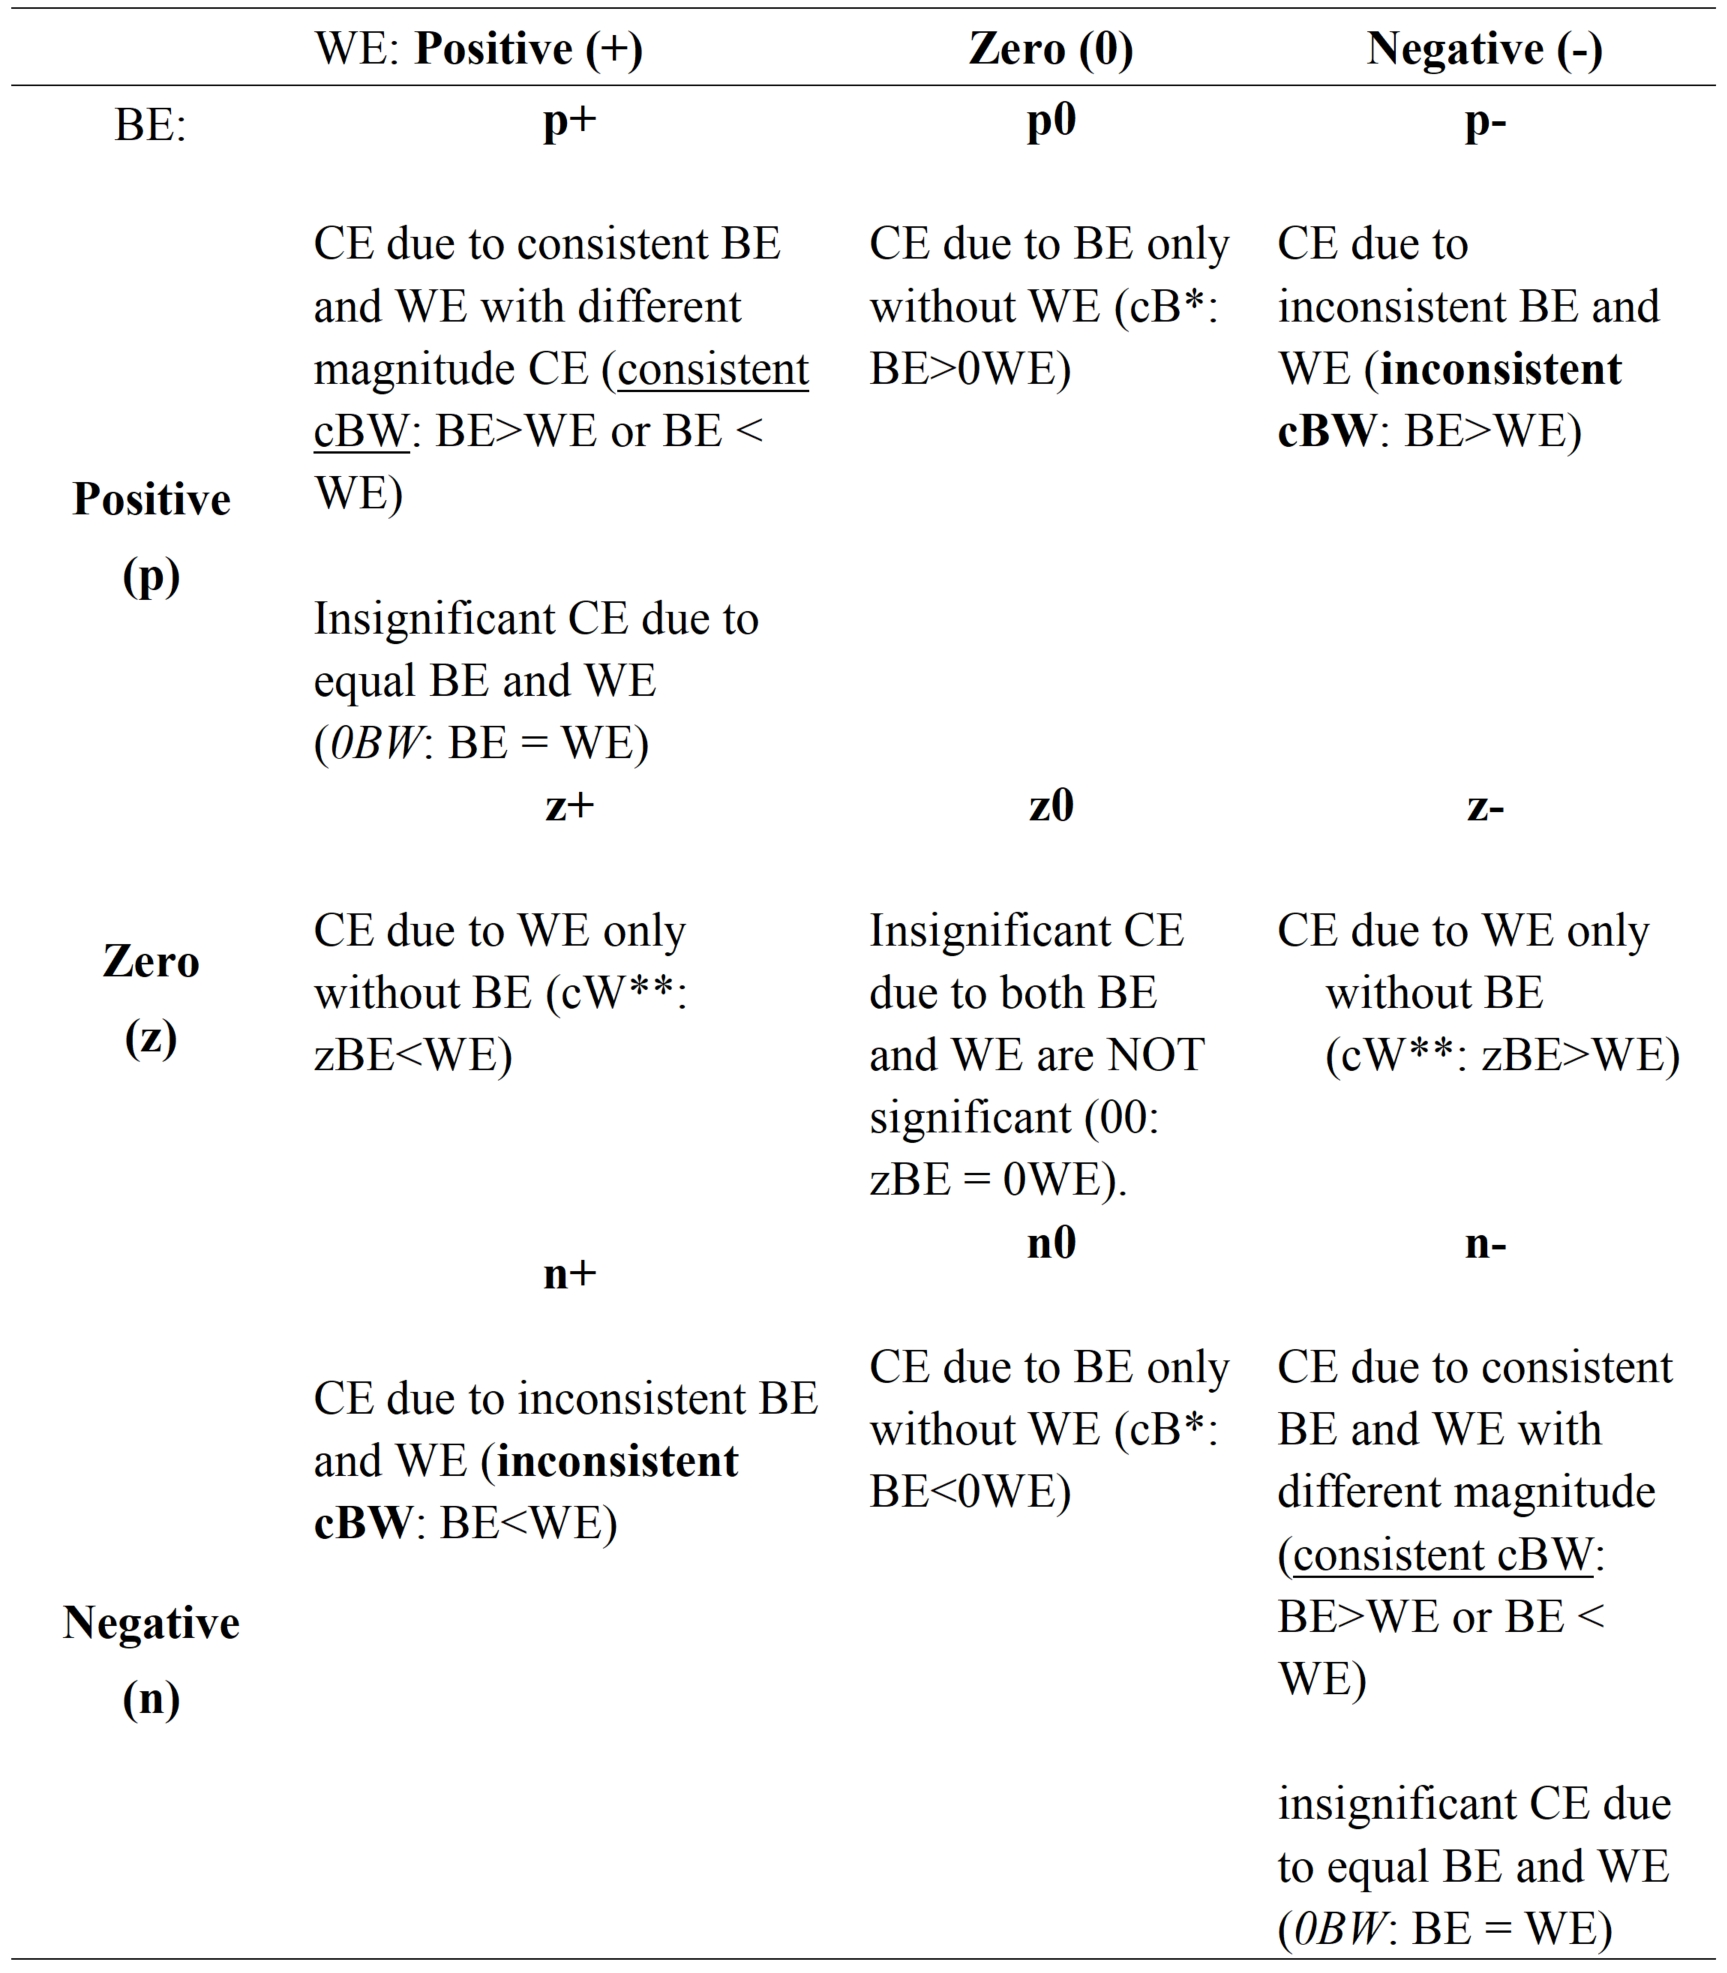 WE: Positive (+) Zero (0) Negative (-)
BE: p+ p0 p-
CE due to consistent BE
and WE with different
magnitude CE (consistent
cBW: BE>WE or BE <
WE)
Insignificant CE due to
equal BE and WE
(0BW: BE = WE)
CE due to BE only
without WE (cB*:
BE>0WE)
CE due to
inconsistent BE and
WE (inconsistent
cBW: BE>WE)
Positive
(p)
z+ z0 z-
Zero
(z)
CE due to WE only
without BE (cW**:
zBE<WE)
Insignificant CE
due to both BE
and WE are NOT
significant (00:
zBE = 0WE).
CE due to WE only
without BE
(cW**: zBE>WE)
n+ n0 n-
CE due to inconsistent BE
and WE (inconsistent
cBW: BE<WE)
CE due to BE only
without WE (cB*:
BE<0WE)
CE due to consistent
BE and WE with
different magnitude
(consistent cBW:
BE>WE or BE <
WE)
insignificant CE due
to equal BE and WE
(0BW: BE = WE)
Negative
(n)